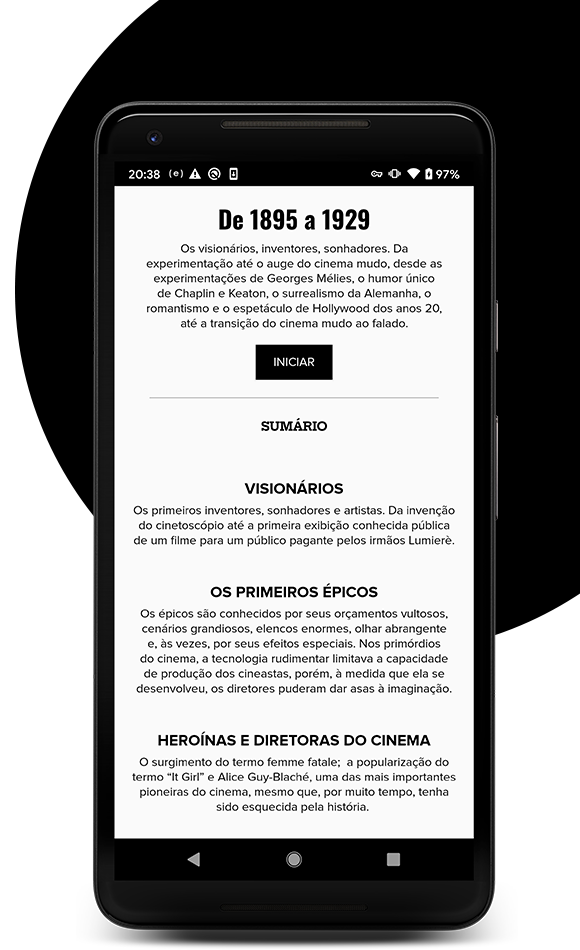 20:38 (e) 97%
De 1895 a 1929
Os visionários, inventores, sonhadores. Da
experimentação até o auge do cinema mudo, desde as
experimentações de Georges Mélies, o humor único
de Chaplin e Keaton, o surrealismo da Alemanha, o
romantismo e o espetáculo de Hollywood dos anos 20,
até a transição do cinema mudo ao falado.
INICIAR
SUMÁRIO
VISIONÁRIOS
Os primeiros inventores, sonhadores e artistas. Da invenção
do cinetoscópio até a primeira exibição conhecida pública
de um filme para um público pagante pelos irmãos Lumierè.
OS PRIMEIROS ÉPICOS
Os épicos são conhecidos por seus orçamentos vultosos,
cenários grandiosos, elencos enormes, olhar abrangente
e, às vezes, por seus efeitos especiais. Nos primórdios
do cinema, a tecnologia rudimentar limitava a capacidade
de produção dos cineastas, porém, à medida que ela se
desenvolveu, os diretores puderam dar asas à imaginação.
HEROÍNAS E DIRETORAS DO CINEMA
O surgimento do termo femme fatale; a popularização do
termo “It Girl” e Alice Guy-Blaché, uma das mais importantes
pioneiras do cinema, mesmo que, por muito tempo, tenha
sido esquecida pela história.